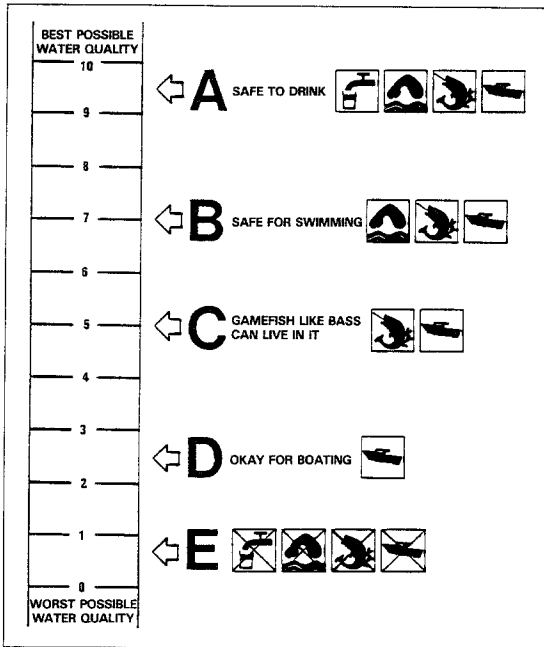 BEST POSSIBLE
WATER QUALITY
10
A SAFE TO DRINK
9
8
7
B SAFE FOR SWIMMING
6
5
C GAMEFISH LIKE BASS
CAN LIVE IN IT
4
3
D OKAY FOR BOATING
2
1
E
0
WORST POSSIBLE
WATER QUALITY